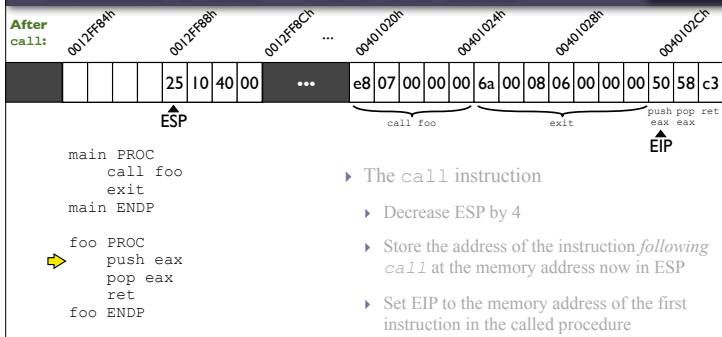 After
call:
0012FF84h 0012FF88h 0012FF8Ch ... 00401020h 00401024h 00401028h 0040102Ch
25 10 40 00 ... e8 07 00 00 00 6a 00 08 06 00 00 00 50 58 c3
ESP
call foo
exit
push pop ret
eax eax
EIP
main PROC
call foo
exit
main ENDP
foo PROC
push eax
pop eax
ret
foo ENDP
The call instruction
Decrease ESP by 4
Store the address of the instruction following
call at the memory address now in ESP
Set EIP to the memory address of the first
instruction in the called procedure